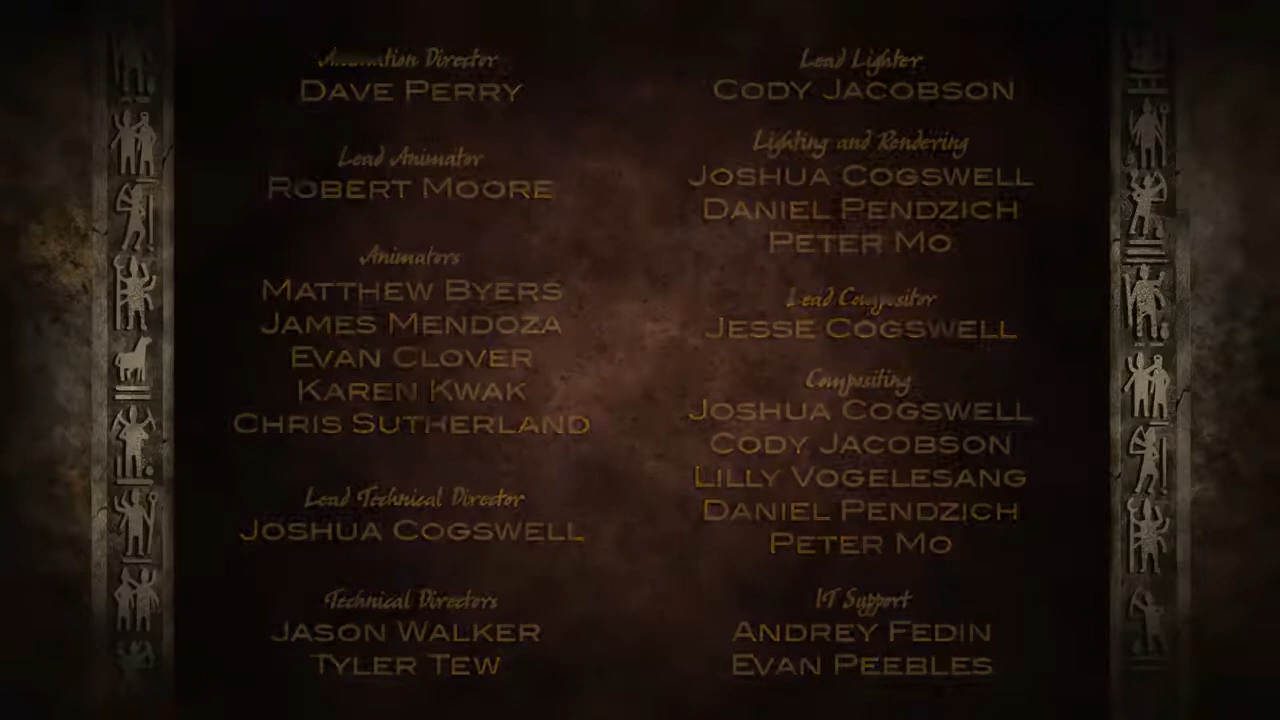 Animation Director
DAVE PERRY
Lead Animator
ROBERT MOORE
Animators
MATTHEW BYERS
JAMES MENDOZA
EVAN CLOVER
KAREN KWAK
CHRIS SUTHERLAND
Lead Technical Director
JOSHUA COGSWELL
Technical Directors
JASON WALKER
TYLER TEW
Lead Lighter
CODY JACOBSON
Lighting and Rendering
JOSHUA COGSWELL
DANIEL PENDZICH
PETER MO
Lead Compositor
JESSE COGSWELL
Compositing
JOSHUA COGSWELL
CODY JACOBSON
LILLY VOGELESANG
DANIEL PENDZICH
PETER MO
IT Support
ANDREY FEDIN
EVAN PEEBLES